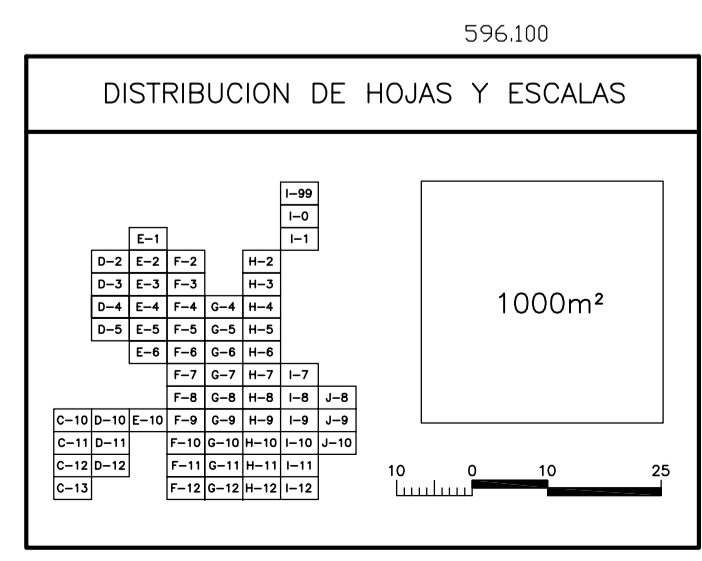 596.100
DISTRIBUCION DE HOJAS Y ESCALAS
I-99
I-0
E-1 I-1
D-2 E-2 F-2 H-2
D-3 E-3 F-3 H-3
D-4 E-4 F-4 G-4 H-4
D-5 E-5 F-5 G-5 H-5
E-6 F-6 G-6 H-6
F-7 G-7 H-7 I-7
F-8 G-8 H-8 I-8 J-8
C-10 D-10 E-10 F-9 G-9 H-9 I-9 J-9
C-11 D-11 F-10 G-10 H-10 I-10 J-10
C-12 D-12 F-11 G-11 H-11 I-11
C-13 F-12 G-12 H-12 I-12
1000m²
10 0 10 25